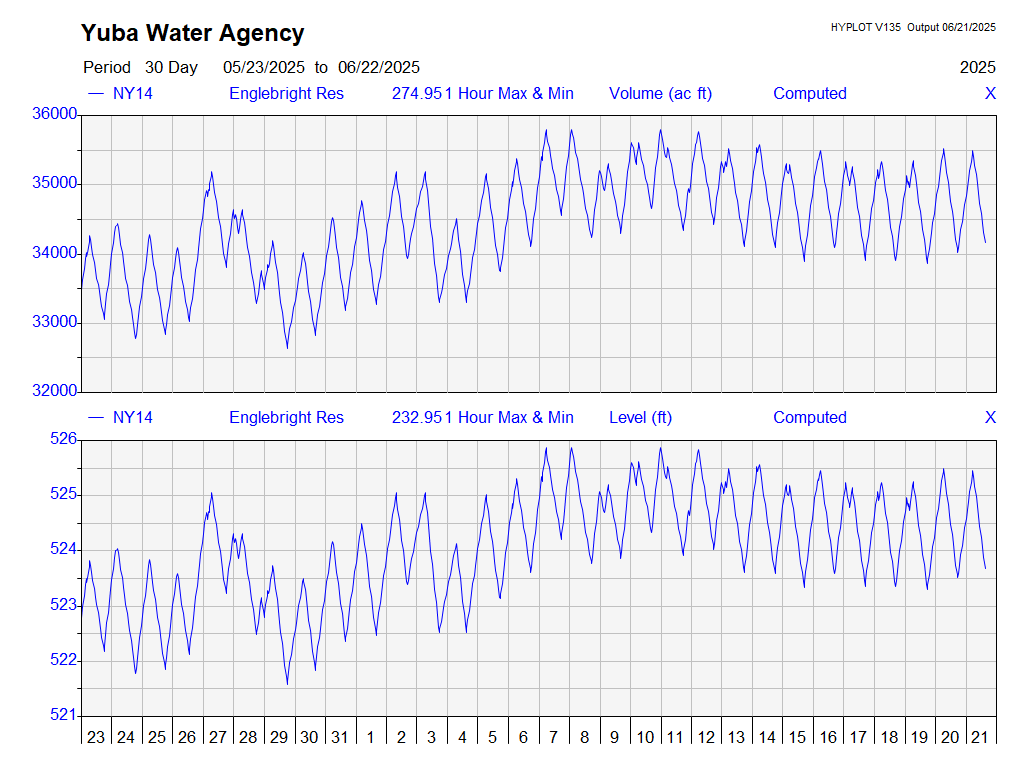 Yuba Water Agency
HYPLOT V135 Output 06/21/2025
Period 30 Day 05/23/2025 to 06/22/2025
2025
NY14 Englebright Res 274.951 Hour Max & Min Volume (ac ft) Computed X
36000
35000
34000
33000
32000
NY14 Englebright Res 232.951 Hour Max & Min Level (ft) Computed X
526
525
524
523
522
521
23 24 25 26 27 28 29 30 31 1 2 3 4 5 6 7 8 9 10 11 12 13 14 15 16 17 18 19 20 21